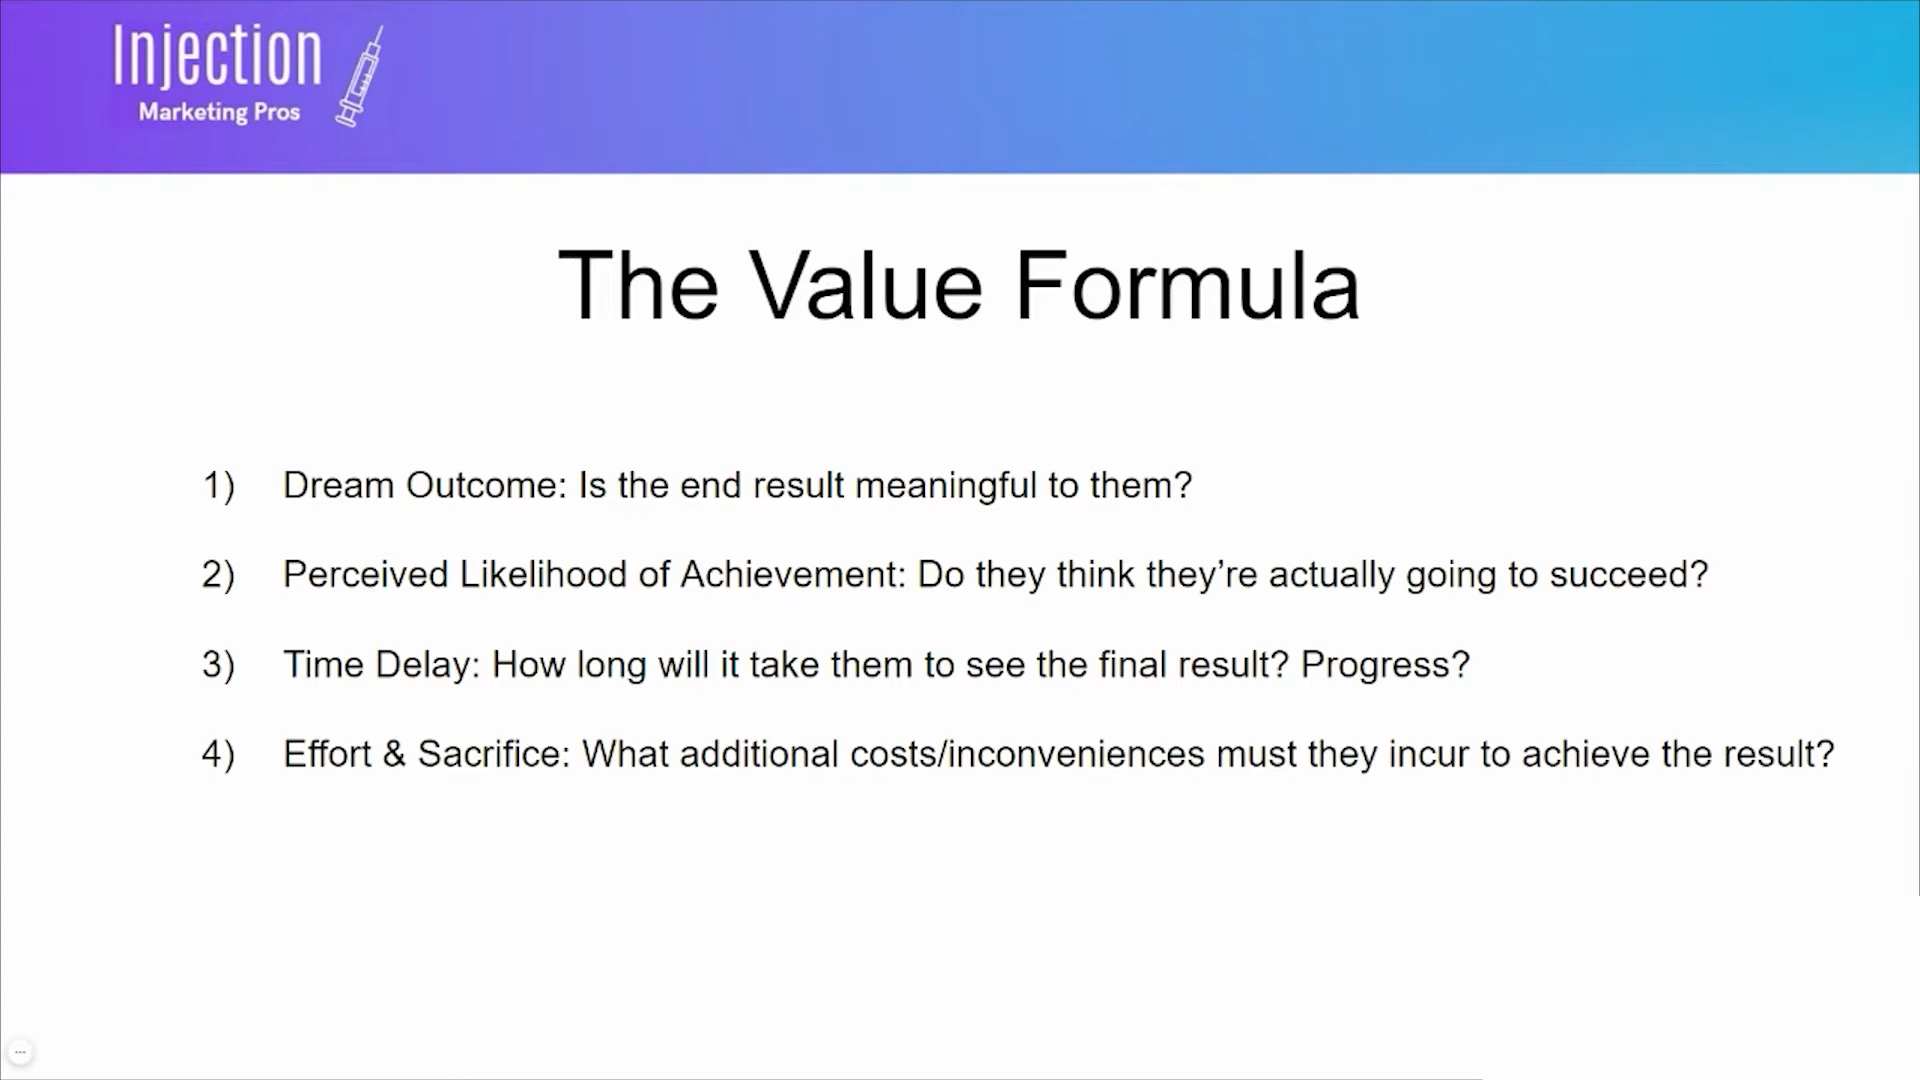 Injection
Marketing Pros
The Value Formula
1) Dream Outcome: Is the end result meaningful to them?
2) Perceived Likelihood of Achievement: Do they think they’re actually going to succeed?
3) Time Delay: How long will it take them to see the final result? Progress?
4) Effort & Sacrifice: What additional costs/inconveniences must they incur to achieve the result?